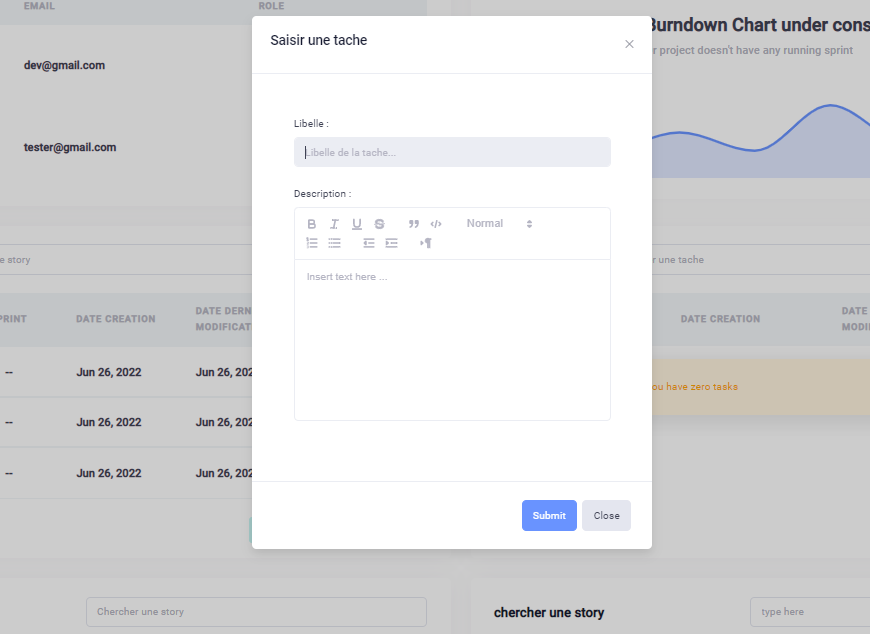 EMAIL ROLE
dev@gmail.com
tester@gmail.com
Burndown Chart under cons
r project doesn't have any running sprint
Saisir une tache
Libelle :
Libelle de la tache...
Description :
Normal
Insert text here ...
Submit Close
e story
r une tache
PRINT DATE CREATION DATE DERN
MODIFICAT
-- Jun 26, 2022 Jun 26, 202
-- Jun 26, 2022 Jun 26, 202
-- Jun 26, 2022 Jun 26, 202
DATE CREATION DATE
MODI
ou have zero tasks
Chercher une story
chercher une story type here